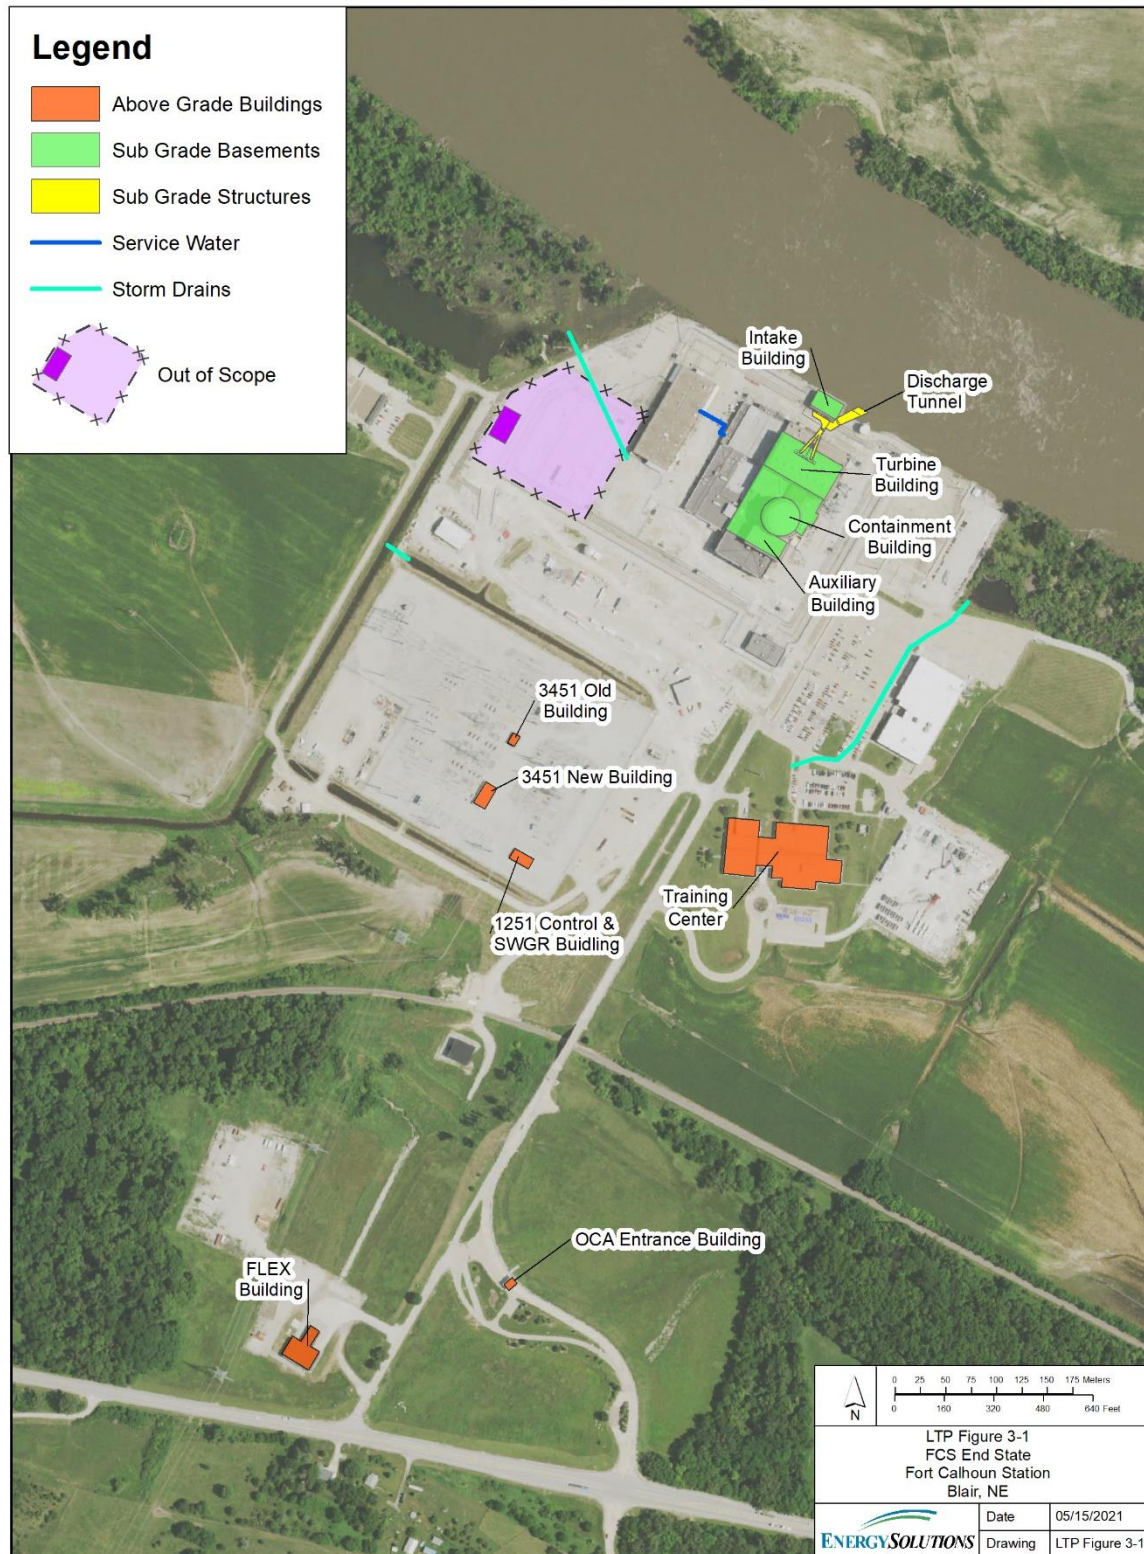 Legend
Above Grade Buildings
Sub Grade Basements
Sub Grade Structures
Service Water
Storm Drains
Out of Scope
Intake
Building
Discharge
Tunnel
Turbine
Building
Containment
Building
Auxiliary
Building
3451 Old
Building
3451 New Building
1251 Control &
SWGR Buidling
Training
Center
OCA Entrance Building
FLEX
Building
N
0 25 50 75 100 125 150 175 Meters
0 160 320 480 640 Feet
LTP Figure 3-1
FCS End State
Fort Calhoun Station
Blair, NE
ENERGYSOLUTIONS
Date 05/15/2021
Drawing LTP Figure 3-1